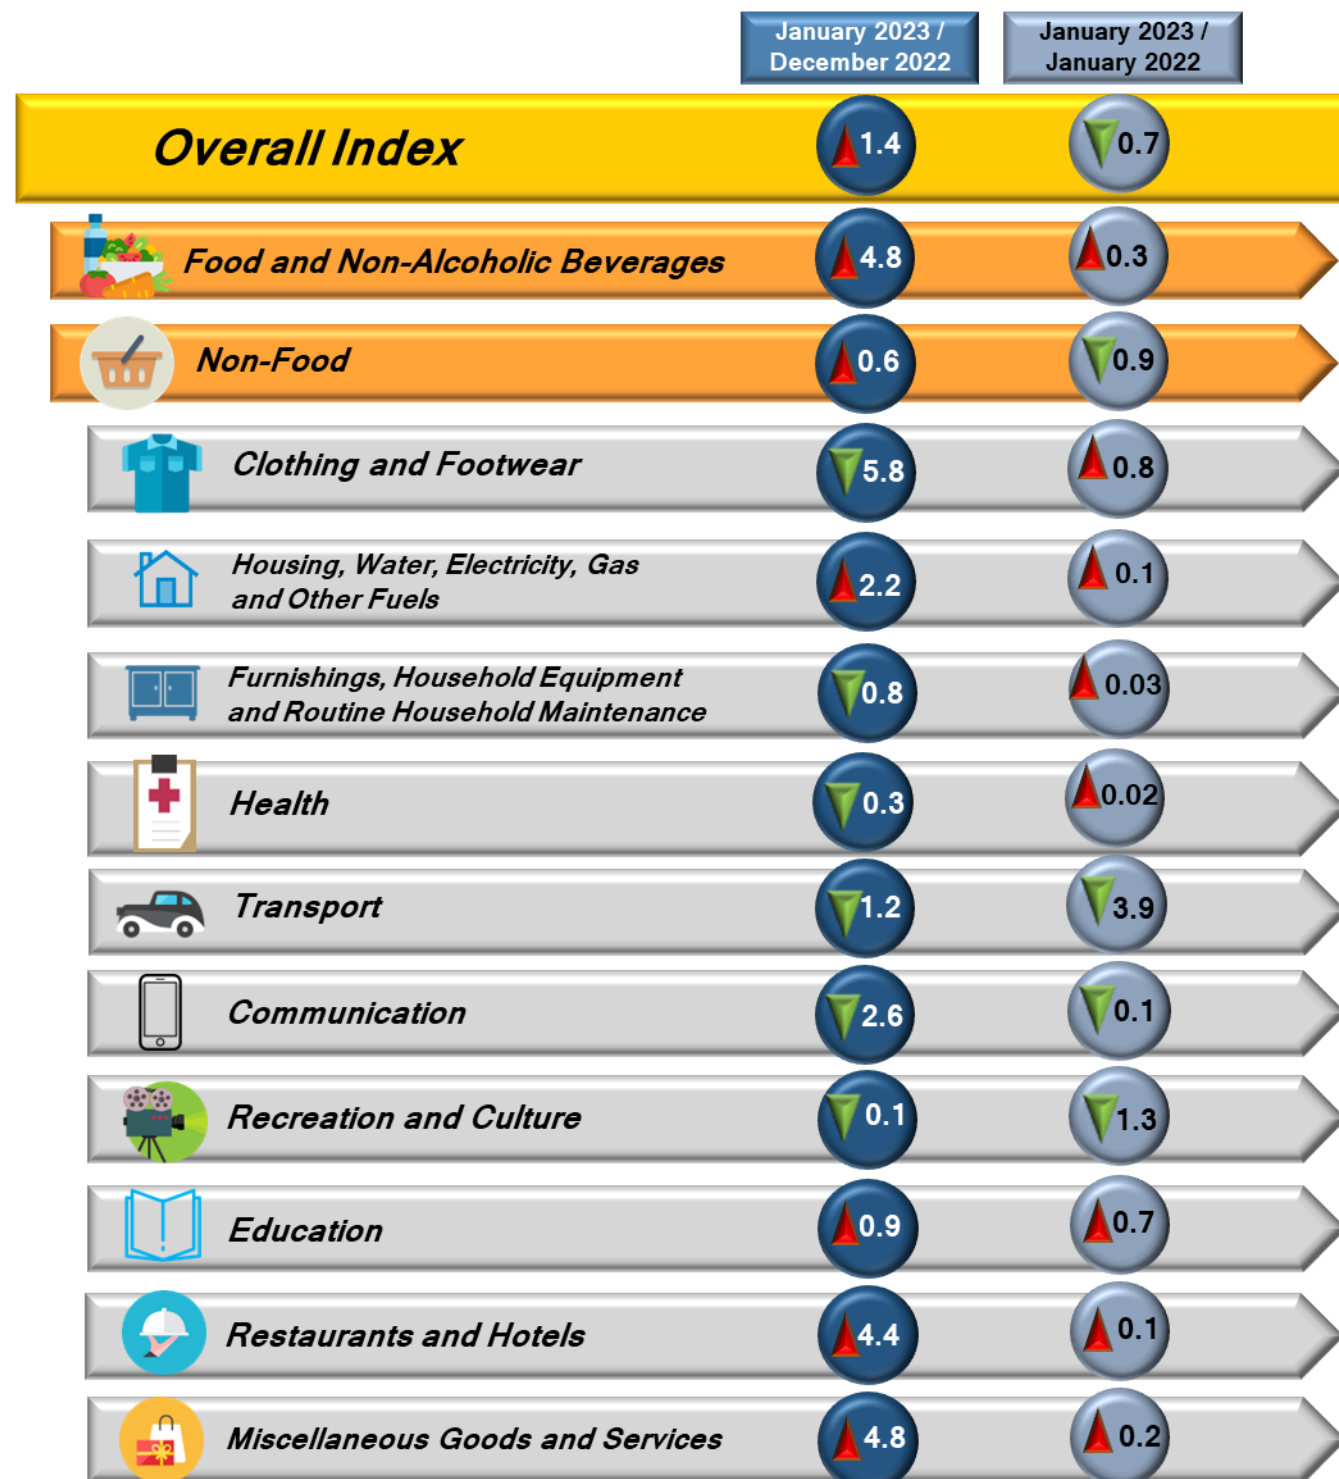 January 2023 /
December 2022
January 2023 /
January 2022
Overall Index 1.4 0.7
Food and Non-Alcoholic Beverages 4.8 0.3
Non-Food 0.6 0.9
Clothing and Footwear 5.8 0.8
Housing, Water, Electricity, Gas
and Other Fuels 2.2 0.1
Furnishings, Household Equipment
and Routine Household Maintenance 0.8 0.03
Health 0.3 0.02
Transport 1.2 3.9
Communication 2.6 0.1
Recreation and Culture 0.1 1.3
Education 0.9 0.7
Restaurants and Hotels 4.4 0.1
Miscellaneous Goods and Services 4.8 0.2